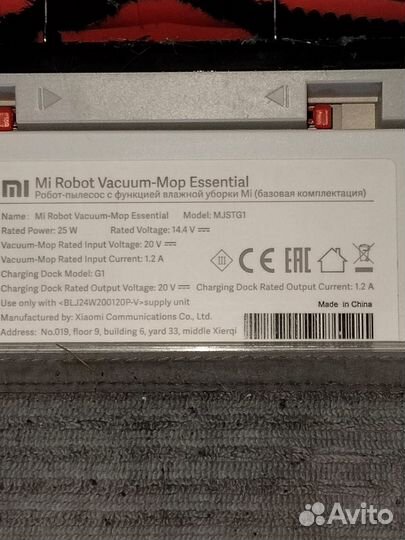 mi Mi Robot Vacuum-Mop Essential
Робот-пылесос с функцией влажной уборки Mi (базовая комплектация)
Name: Mi Robot Vacuum-Mop Essential Model: MJSTG1
Rated Power: 25 W Rated Voltage: 14.4 V
Vacuum-Mop Rated Input Voltage: 20 V
Vacuum-Mop Rated Input Current: 1.2 A
Charging Dock Model: G1
Charging Dock Rated Output Voltage: 20 V Charging Dock Rated Output Current: 1.2 A
Use only with <BLJ24W200120P-V>supply unit
Made in China
Manufacturer: Xiaomi Communications Co., Ltd.
Address: No.019, floor 9, building 6, yard 33, middle Xierqi
III CE EAC
Avito